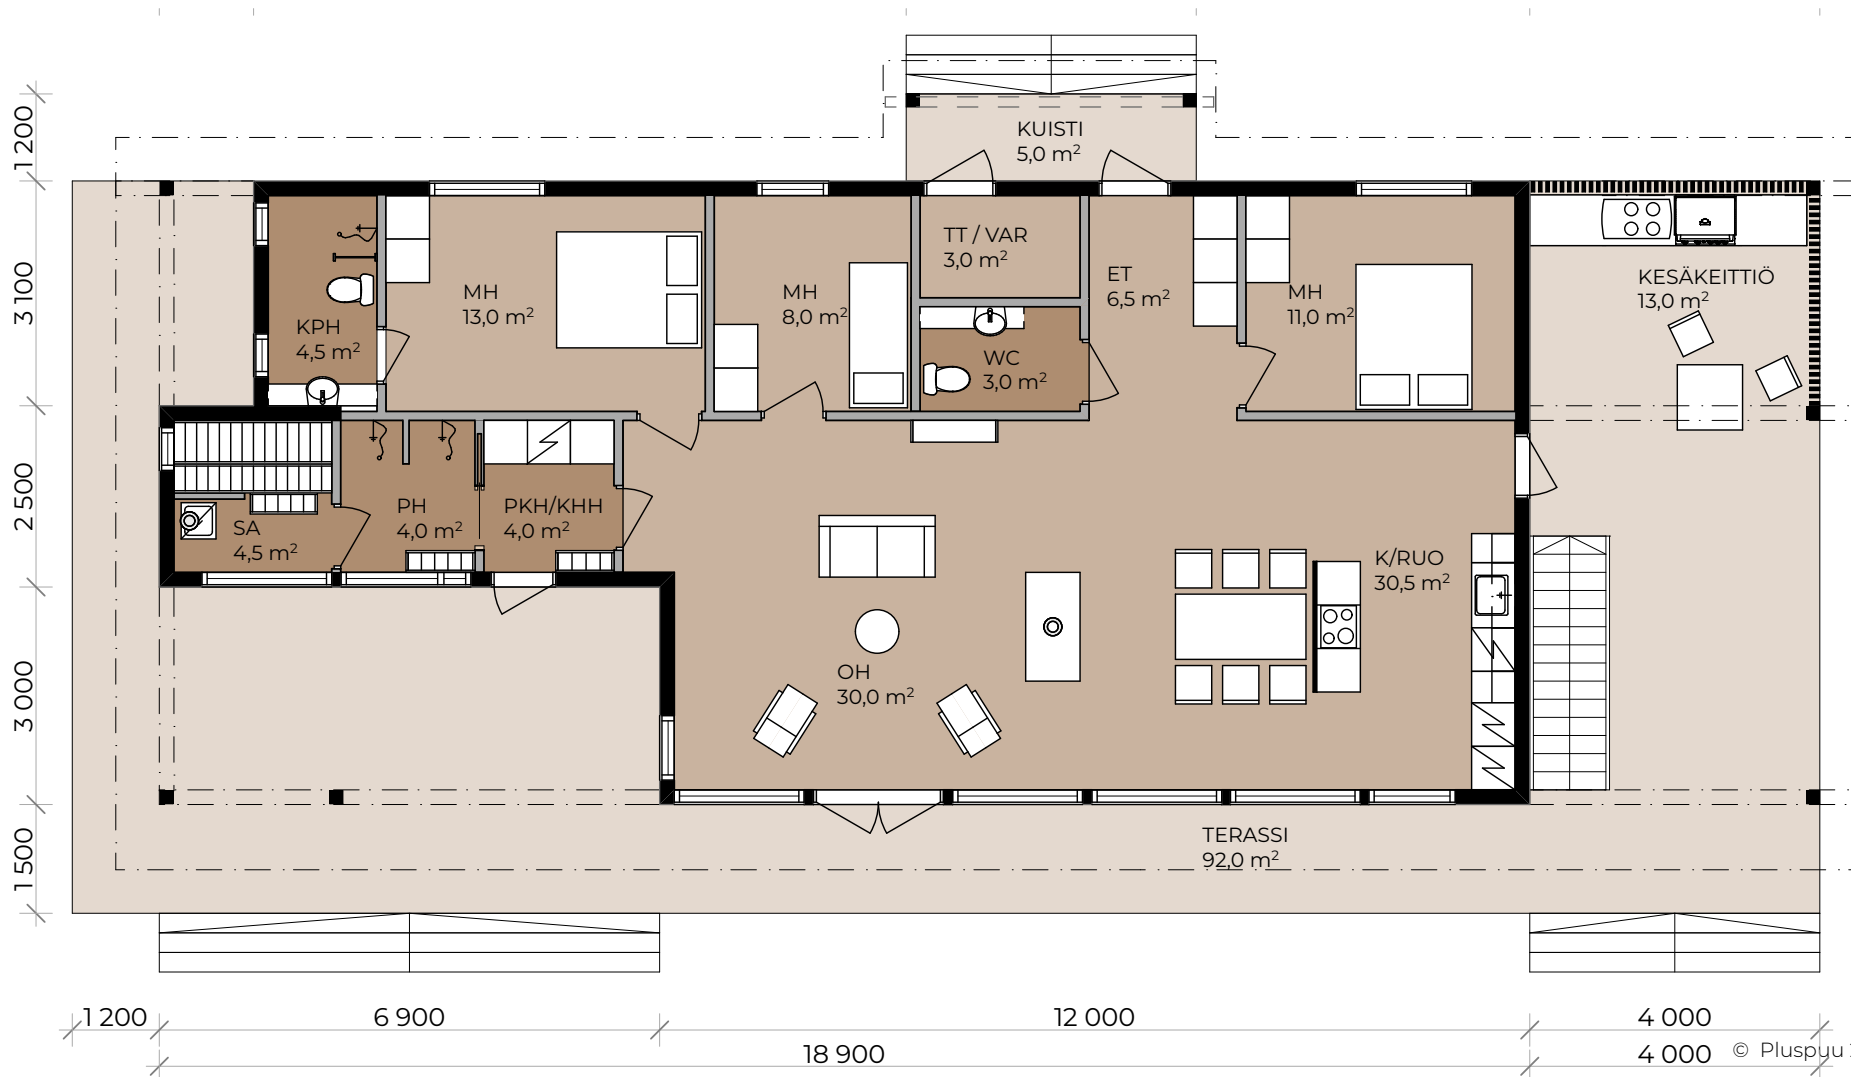 KUISTI
5,0 m²
TT / VAR
3,0 m²
ET
6,5 m²
MH
13,0 m²
MH
8,0 m²
MH
11,0 m²
KESÄKEITTIÖ
13,0 m²
KPH
4,5 m²
WC
3,0 m²
SA
4,5 m²
PH
4,0 m²
PKH/KHH
4,0 m²
K/RUO
30,5 m²
OH
30,0 m²
TERASSI
92,0 m²
1 200
3 100
2 500
3 000
1 500
1 200
6 900
12 000
4 000
18 900
4 000
© Pluspuu